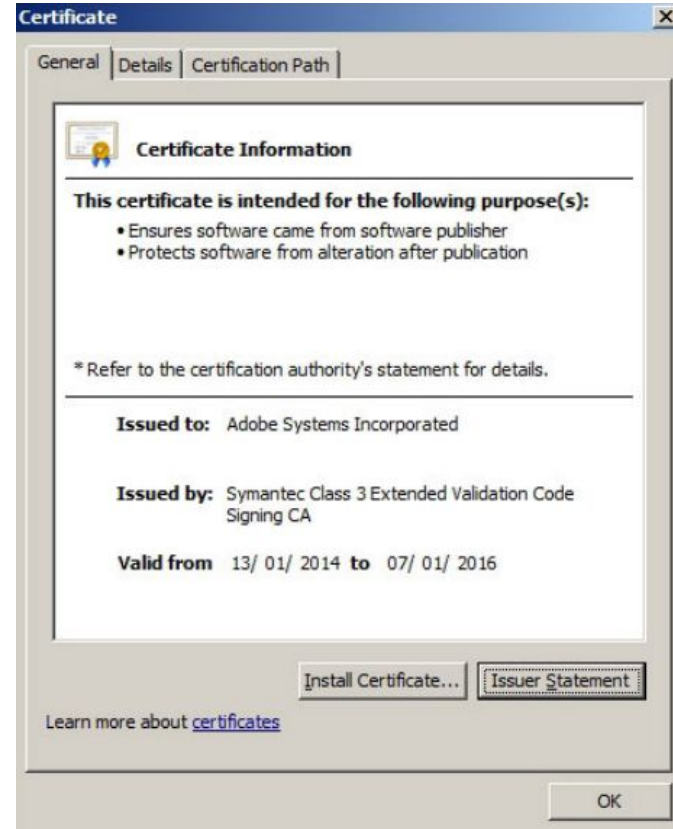 Certificate
General Details Certification Path
Certificate Information
This certificate is intended for the following purpose(s):
• Ensures software came from software publisher
• Protects software from alteration after publication
* Refer to the certification authority's statement for details.
Issued to: Adobe Systems Incorporated
Issued by: Symantec Class 3 Extended Validation Code
Signing CA
Valid from 13/ 01/ 2014 to 07/ 01/ 2016
Install Certificate... Issuer Statement
Learn more about certificates
OK